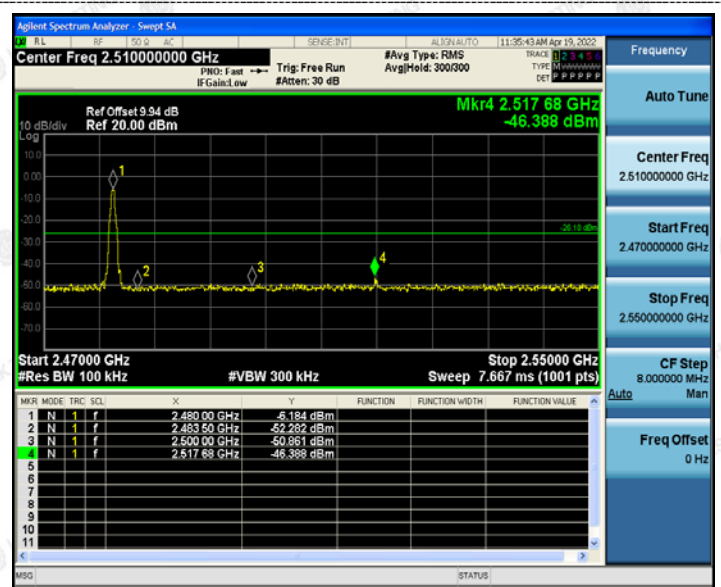 Agilent Spectrum Analyzer - Swept SA
RL RF 50 Ω AC SENSE:INT ALIGN AUTO 11:35:43 AM Apr 19, 2022
Center Freq 2.510000000 GHz
PNO: Fast
IFGain:Low
Trig: Free Run
#Atten: 30 dB
#Avg Type: RMS
Avg|Hold: 300/300
TRACE 1 2 3 4 5 6
TYPE M
DET P P P P P P
Ref Offset 9.94 dB
10 dB/div Ref 20.00 dBm
Log
Mkr4 2.517 68 GHz
-46.388 dBm
10.0
0.00
-10.0
-20.0
-30.0
-40.0
-50.0
-60.0
-70.0
1
2
3
4
Start 2.47000 GHz Stop 2.55000 GHz
#Res BW 100 kHz #VBW 300 kHz Sweep 7.667 ms (1001 pts)
MKR MODE TRC SCL X Y FUNCTION FUNCTION WIDTH FUNCTION VALUE
1 N 1 f 2.480 00 GHz -5.184 dBm
2 N 1 f 2.483 50 GHz -52.282 dBm
3 N 1 f 2.500 00 GHz -50.861 dBm
4 N 1 f 2.517 68 GHz -46.388 dBm
5
6
7
8
9
10
11
MSG STATUS
Frequency
Auto Tune
Center Freq
2.510000000 GHz
Start Freq
2.470000000 GHz
Stop Freq
2.550000000 GHz
CF Step
8.000000 MHz
Auto Man
Freq Offset
0 Hz